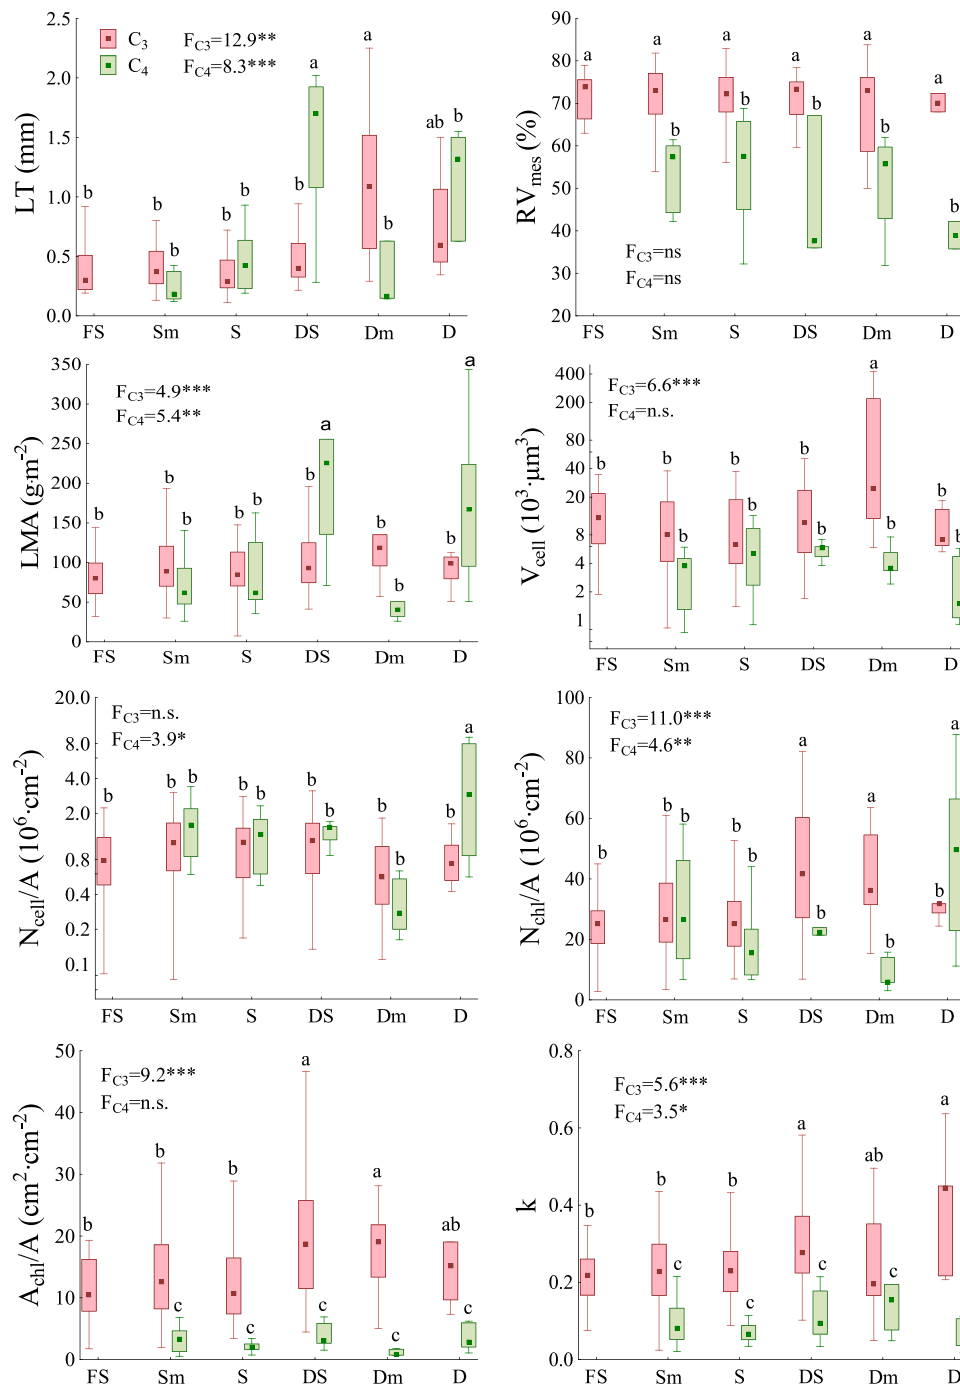 C3 FC3=12.9**
C4 FC4=8.3***
LT (mm)
2.5
2.0
1.5
1.0
0.5
0.0
b
b
b
b
b
b
a
a
b
ab
b
FS Sm S DS Dm D
RVmes (%)
90
80
70
60
50
40
30
20
a
a
b
a
b
a
b
a
b
a
b
FC3=ns
FC4=ns
FS Sm S DS Dm D
LMA (g·m-2)
350
300
250
200
150
100
50
0
FC3=4.9***
FC4=5.4**
b
b
b
b
b
b
a
b
b
b
a
FS Sm S DS Dm D
Vcell (10³·µm³)
400
200
80
40
20
8
4
2
1
FC3=6.6***
FC4=n.s.
b
b
b
b
b
b
b
a
b
b
b
FS Sm S DS Dm D
Ncell/A (10⁶·cm-2)
20.0
8.0
4.0
2.0
0.8
0.4
0.2
0.1
FC3=n.s.
FC4=3.9*
b
b
b
b
b
b
b
b
b
b
a
FS Sm S DS Dm D
Nchl/A (10⁶·cm-2)
100
80
60
40
20
0
FC3=11.0***
FC4=4.6**
b
b
b
b
b
a
b
a
b
b
a
FS Sm S DS Dm D
Achl/A (cm²·cm-2)
50
40
30
20
10
0
FC3=9.2***
FC4=n.s.
b
b
c
b
c
a
c
a
c
ab
c
FS Sm S DS Dm D
k
0.8
0.6
0.4
0.2
0.0
FC3=5.6***
FC4=3.5*
b
b
c
b
c
a
c
ab
c
a
FS Sm S DS Dm D